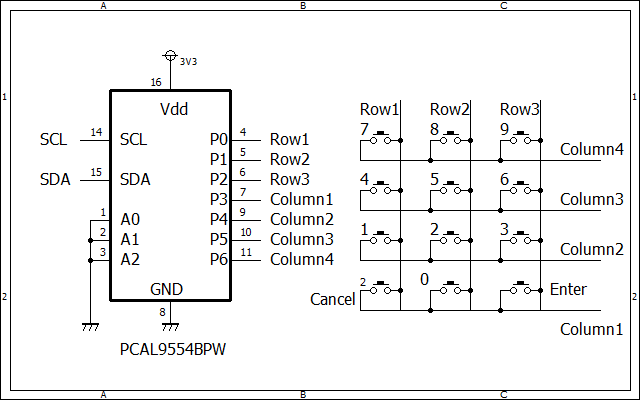 A B C
3V3
16
Vdd
Row1 Row2 Row3
1 1
7 8 9
SCL 14 SCL P0 4 Row1
Column4
P1 5 Row2
SDA 15 SDA P2 6 Row3
4 5 6
P3 7 Column1
Column3
1 A0 P4 9 Column2
1 2 3
2 A1 P5 10 Column3
Column2
3 A2 P6 11 Column4
GND
2 0
Enter
2 2
Cancel
8
Column1
PCAL9554BPW
A B C